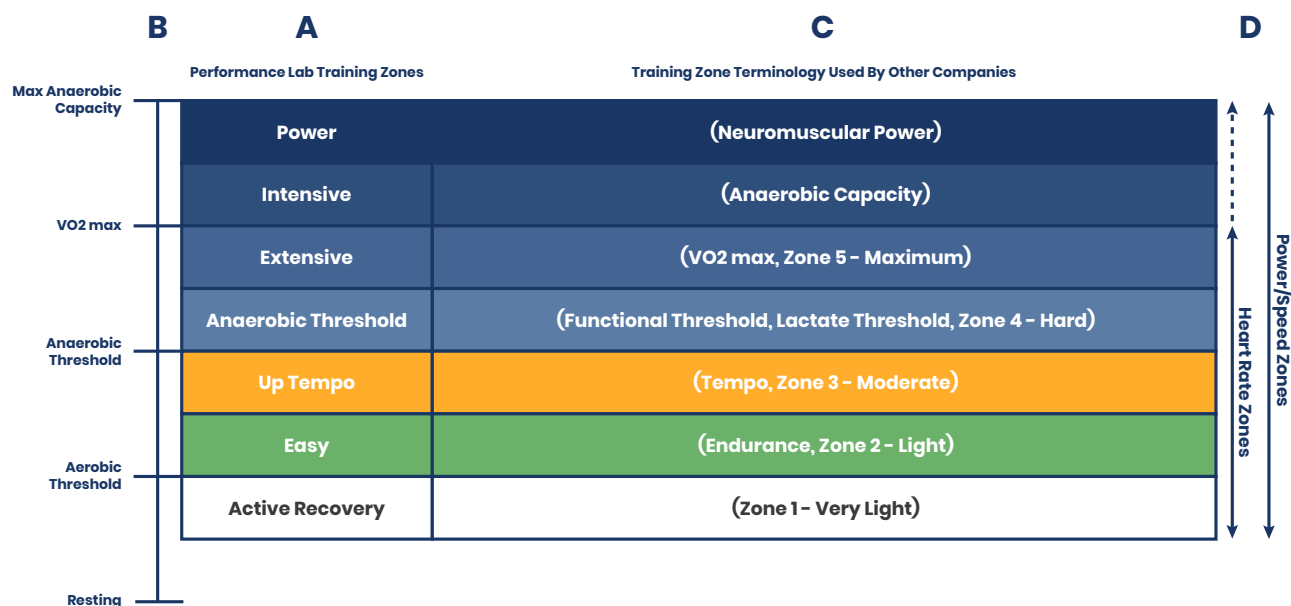 B A C D
Performance Lab Training Zones
Training Zone Terminology Used By Other Companies
Max Anaerobic
Capacity
Power
(Neuromuscular Power)
Intensive
(Anaerobic Capacity)
VO2 max
Extensive
(VO2 max, Zone 5 - Maximum)
Anaerobic Threshold
(Functional Threshold, Lactate Threshold, Zone 4 - Hard)
Anaerobic
Threshold
Up Tempo
(Tempo, Zone 3 - Moderate)
Easy
(Endurance, Zone 2 - Light)
Aerobic
Threshold
Active Recovery
(Zone 1 - Very Light)
Resting
Heart Rate Zones
Power/Speed Zones